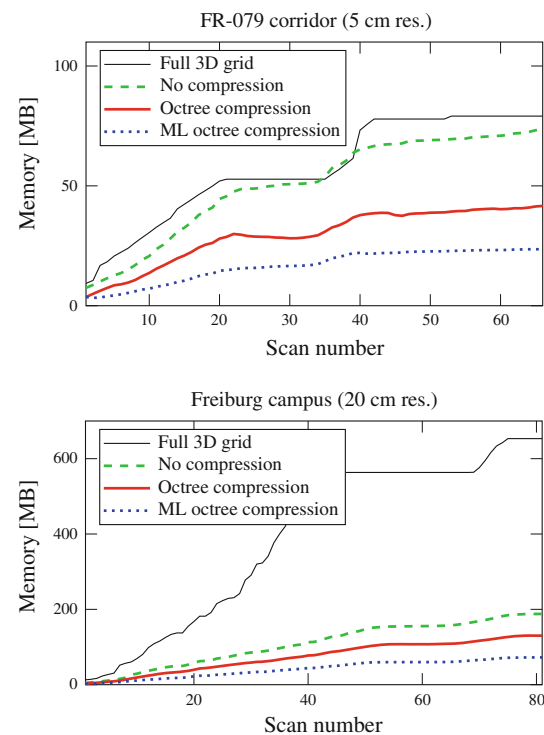 FR-079 corridor (5 cm res.)
Full 3D grid
No compression
Octree compression
ML octree compression
Memory [MB]
100
50
0
10 20 30 40 50 60
Scan number
Freiburg campus (20 cm res.)
Full 3D grid
No compression
Octree compression
ML octree compression
Memory [MB]
600
400
200
0
20 40 60 80
Scan number